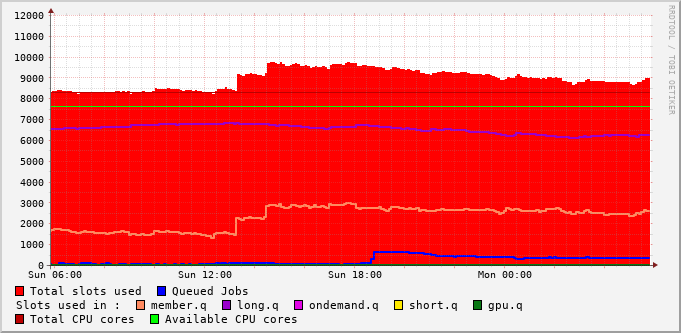 12000
11000
10000
9000
8000
7000
6000
5000
4000
3000
2000
1000
0
Sun 06:00 Sun 12:00 Sun 18:00 Mon 00:00
Total slots used Queued Jobs
Slots used in : member.q long.q ondemand.q short.q gpu.q
Total CPU cores Available CPU cores
RRDTOOL / TOBI OETIKER